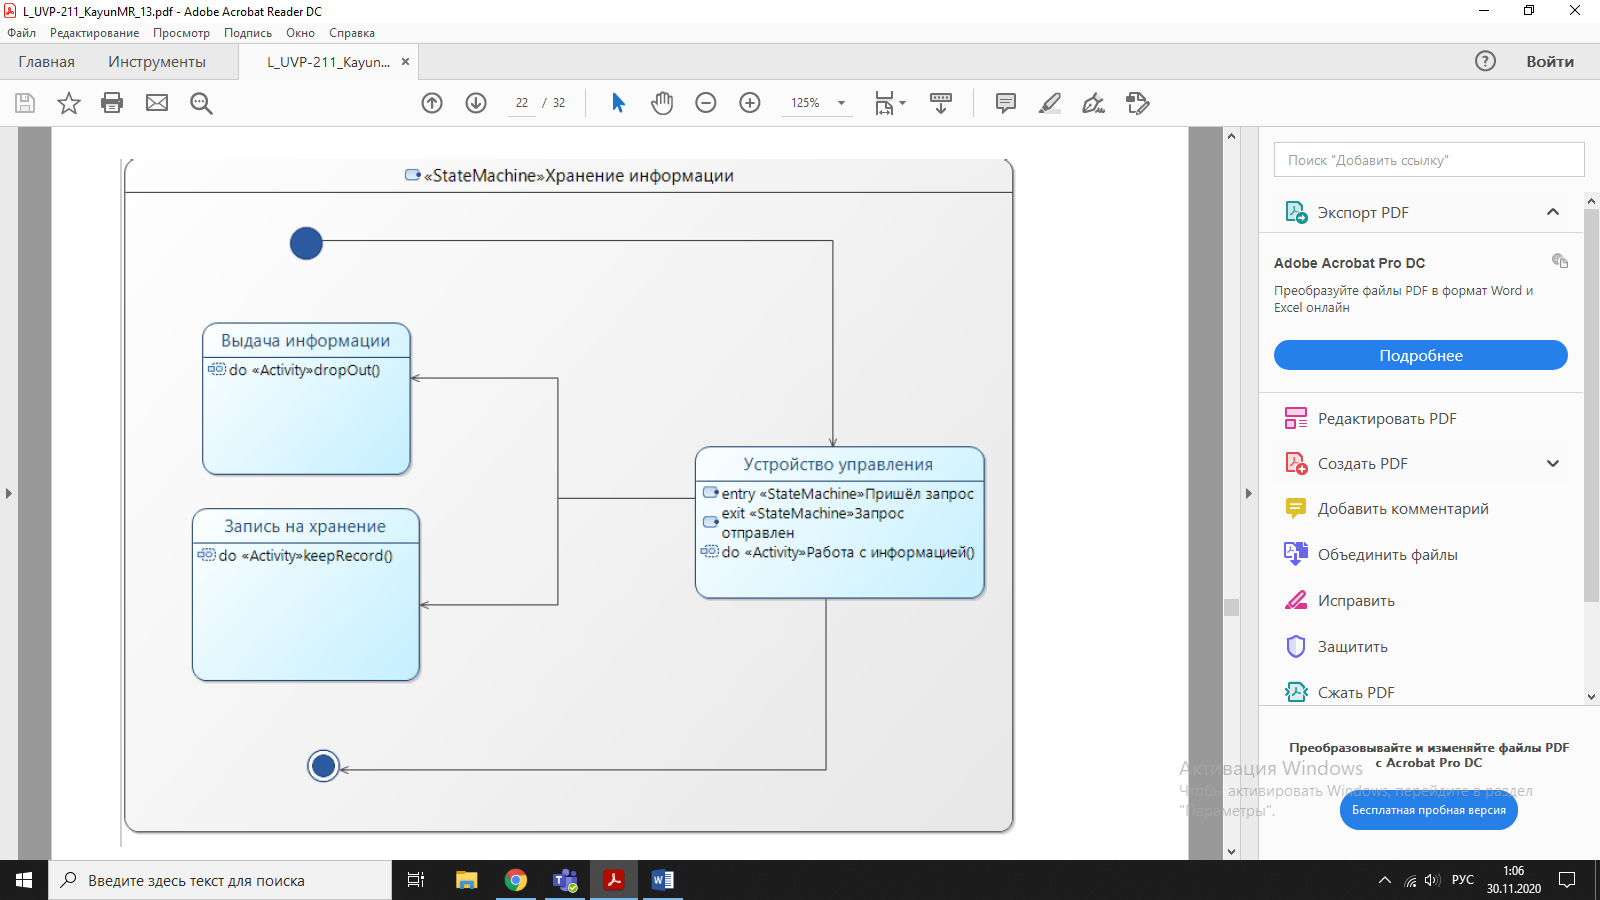 L_UVP-211_KayunMR_13.pdf - Adobe Acrobat Reader DC
Файл Редактирование Просмотр Подпись Окно Справка
Главная Инструменты L_UVP-211_Kayun... × Войти
22 / 32 125%
«StateMachine»Хранение информации
Выдача информации
do «Activity»dropOut()
Запись на хранение
do «Activity»keepRecord()
Устройство управления
entry «StateMachine»Пришёл запрос
exit «StateMachine»Запрос
отправлен
do «Activity»Работа с информацией()
Поиск "Добавить ссылку"
Экспорт PDF
Adobe Acrobat Pro DC
Преобразуйте файлы PDF в формат Word и
Excel онлайн
Подробнее
Редактировать PDF
Создать PDF
Добавить комментарий
Объединить файлы
Исправить
Защитить
Сжать PDF
Преобразовывайте и изменяйте файлы PDF
с Acrobat Pro DC
Бесплатная пробная версия
Активация Windows
Чтобы активировать Windows, перейдите в раздел
"Параметры".
Введите здесь текст для поиска
РУС
1:06
30.11.2020